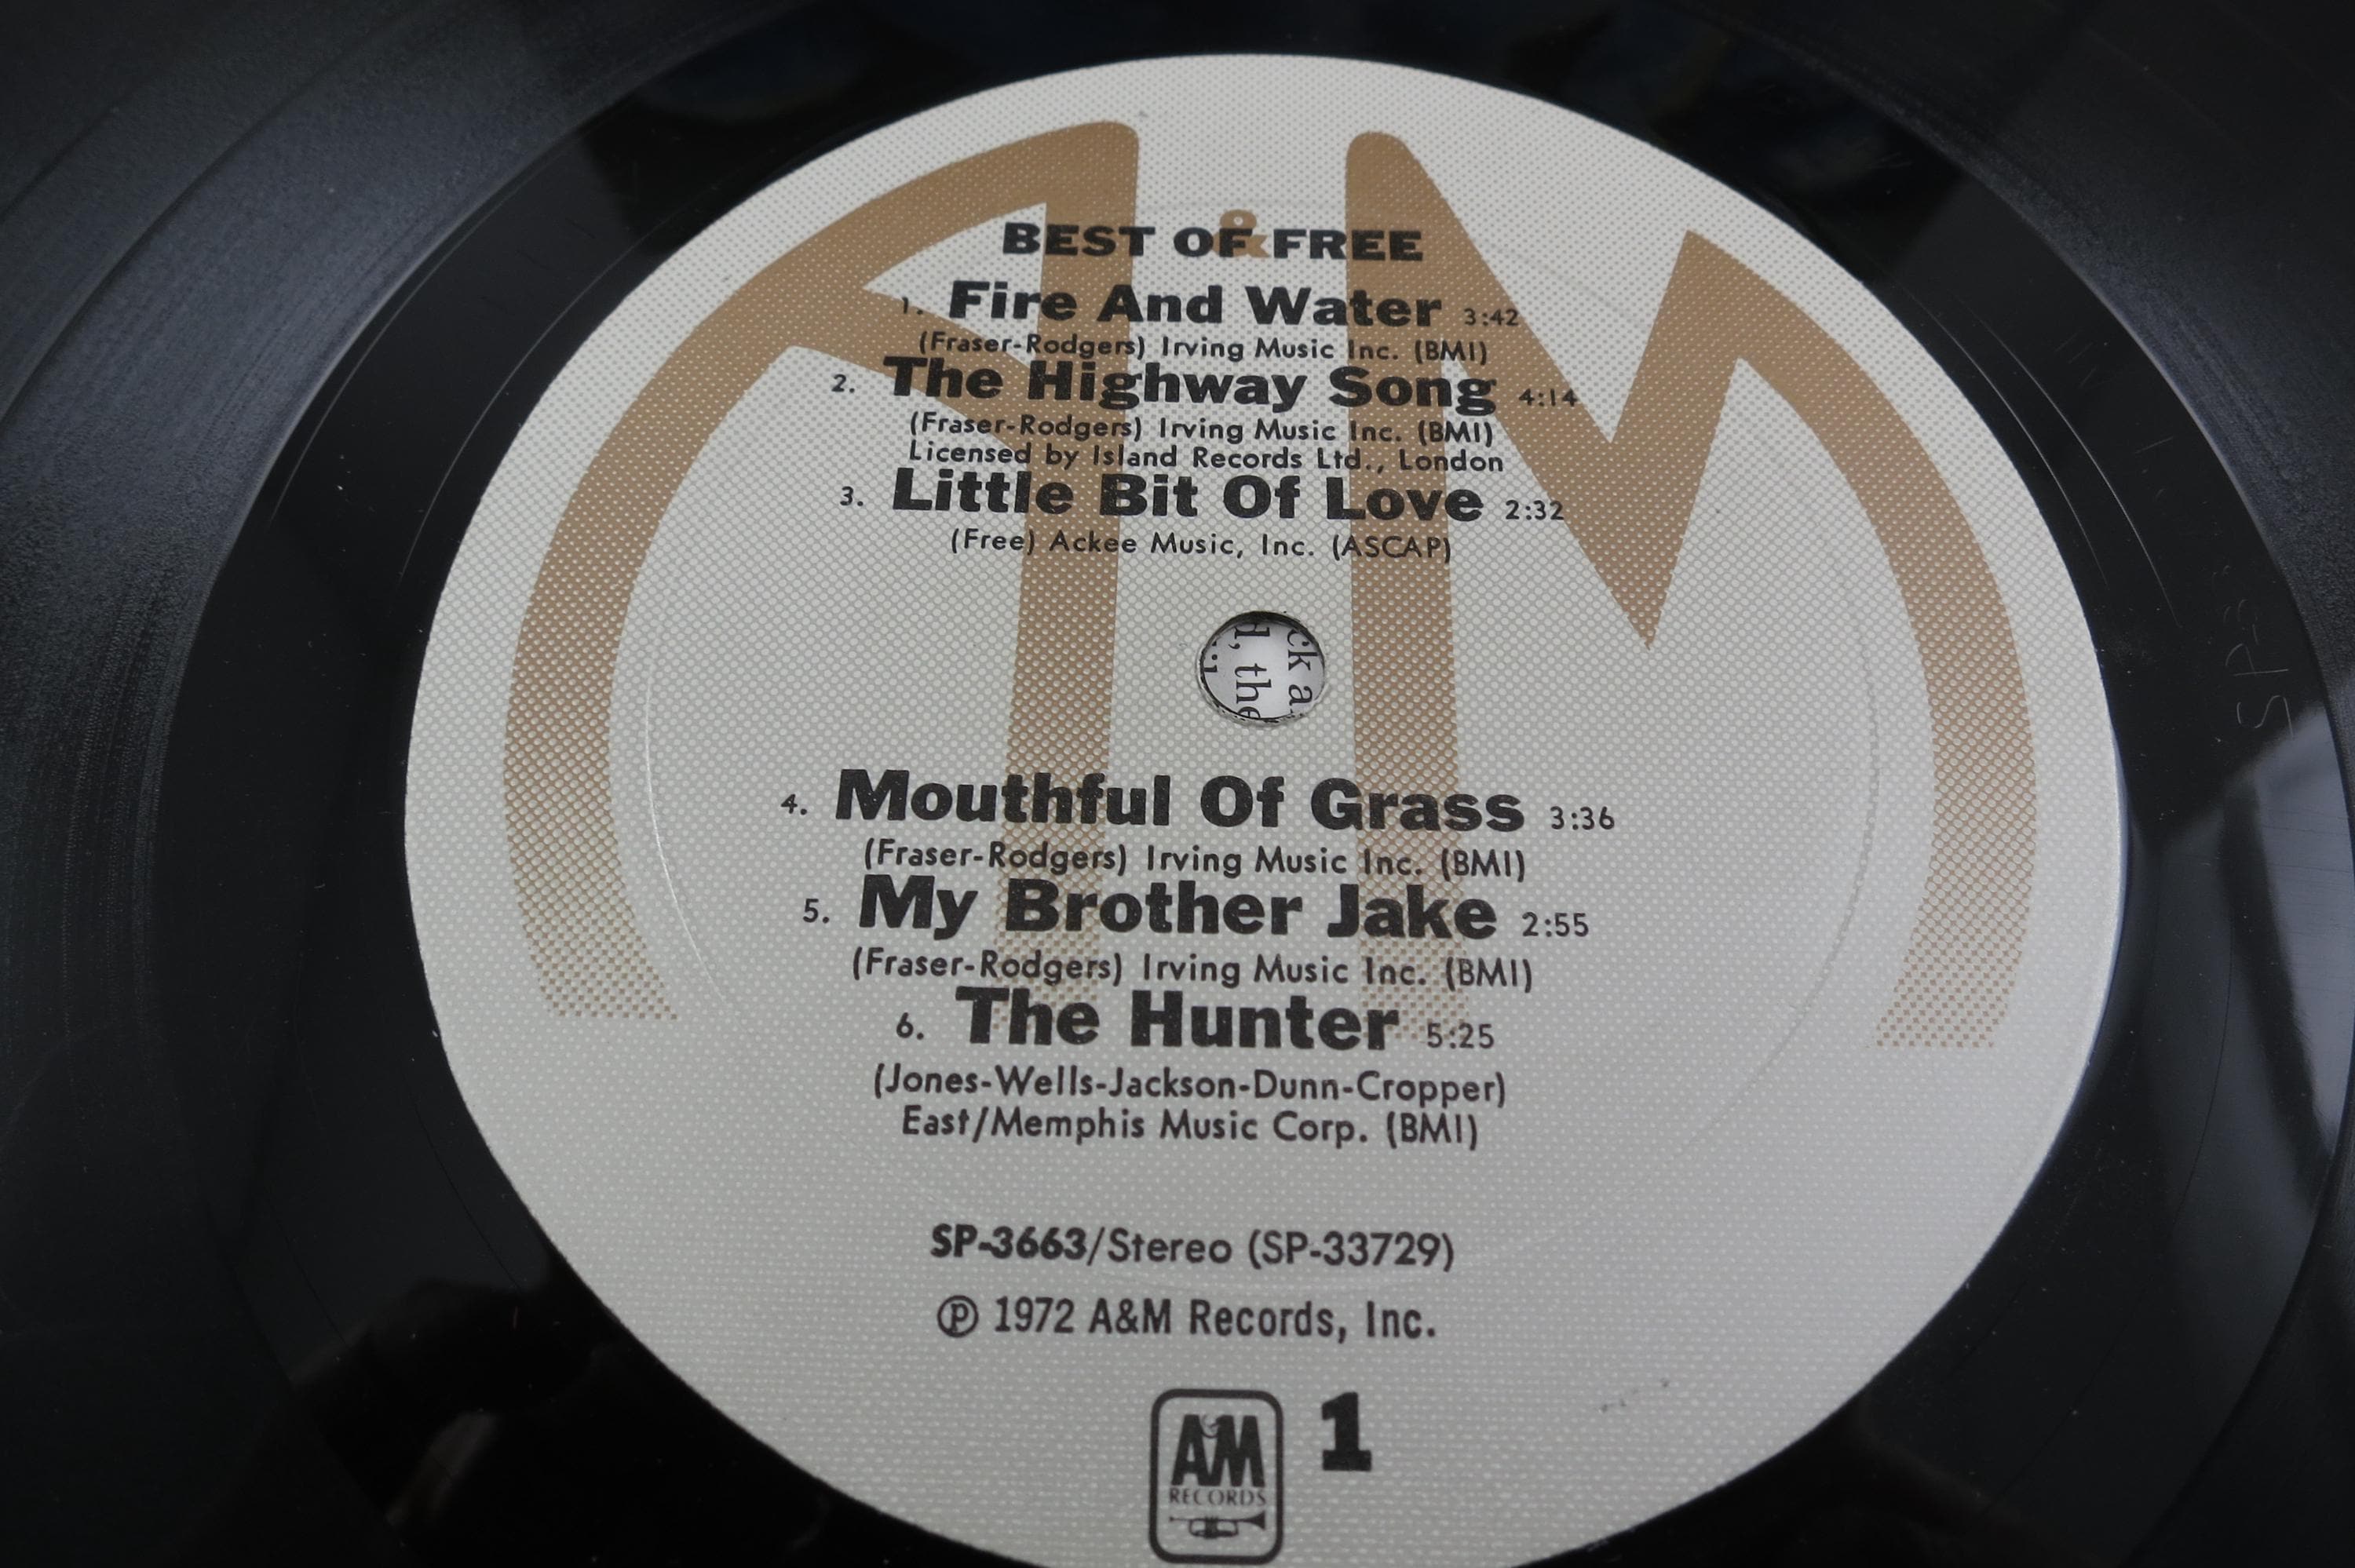 BEST OF FREE
&
1. Fire And Water 3:42
(Fraser-Rodgers) Irving Music Inc. (BMI)
2. The Highway Song 4:14
(Fraser-Rodgers) Irving Music Inc. (BMI)
Licensed by Island Records Ltd., London
3. Little Bit Of Love 2:32
(Free) Ackee Music, Inc. (ASCAP)
ck a
d, the
4. Mouthful Of Grass 3:36
(Fraser-Rodgers) Irving Music Inc. (BMI)
5. My Brother Jake 2:55
(Fraser-Rodgers) Irving Music Inc. (BMI)
6. The Hunter 5:25
(Jones-Wells-Jackson-Dunn-Cropper)
East/Memphis Music Corp. (BMI)
SP-3663/Stereo (SP-33729)
℗ 1972 A&M Records, Inc.
A&M 1
RECORDS